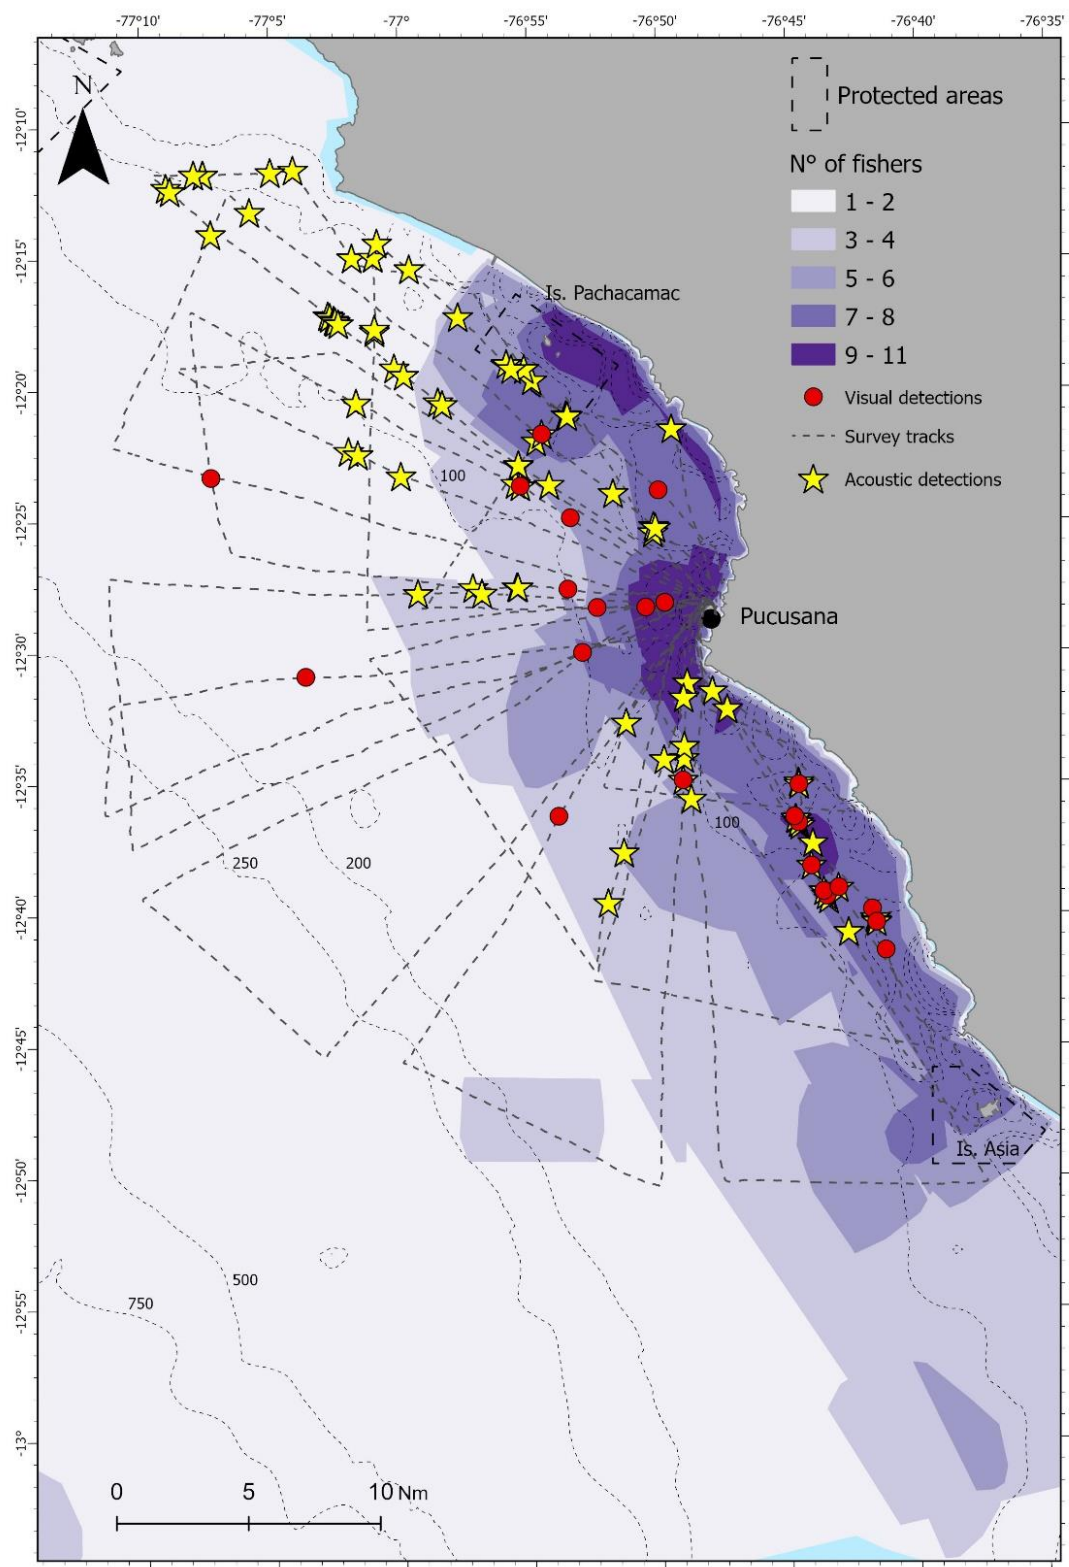 -77°10' -77°5' -77° -76°55' -76°50' -76°45' -76°40' -76°35'
N
Protected areas
N° of fishers
1 - 2
3 - 4
5 - 6
7 - 8
9 - 11
Visual detections
Survey tracks
Acoustic detections
-12°10'
-12°15'
-12°20'
-12°25'
-12°30'
-12°35'
-12°40'
-12°45'
-12°50'
-12°55'
-13°
Is. Pachacamac
100
Pucusana
100
250
200
Is. Asia
500
750
0 5 10 Nm